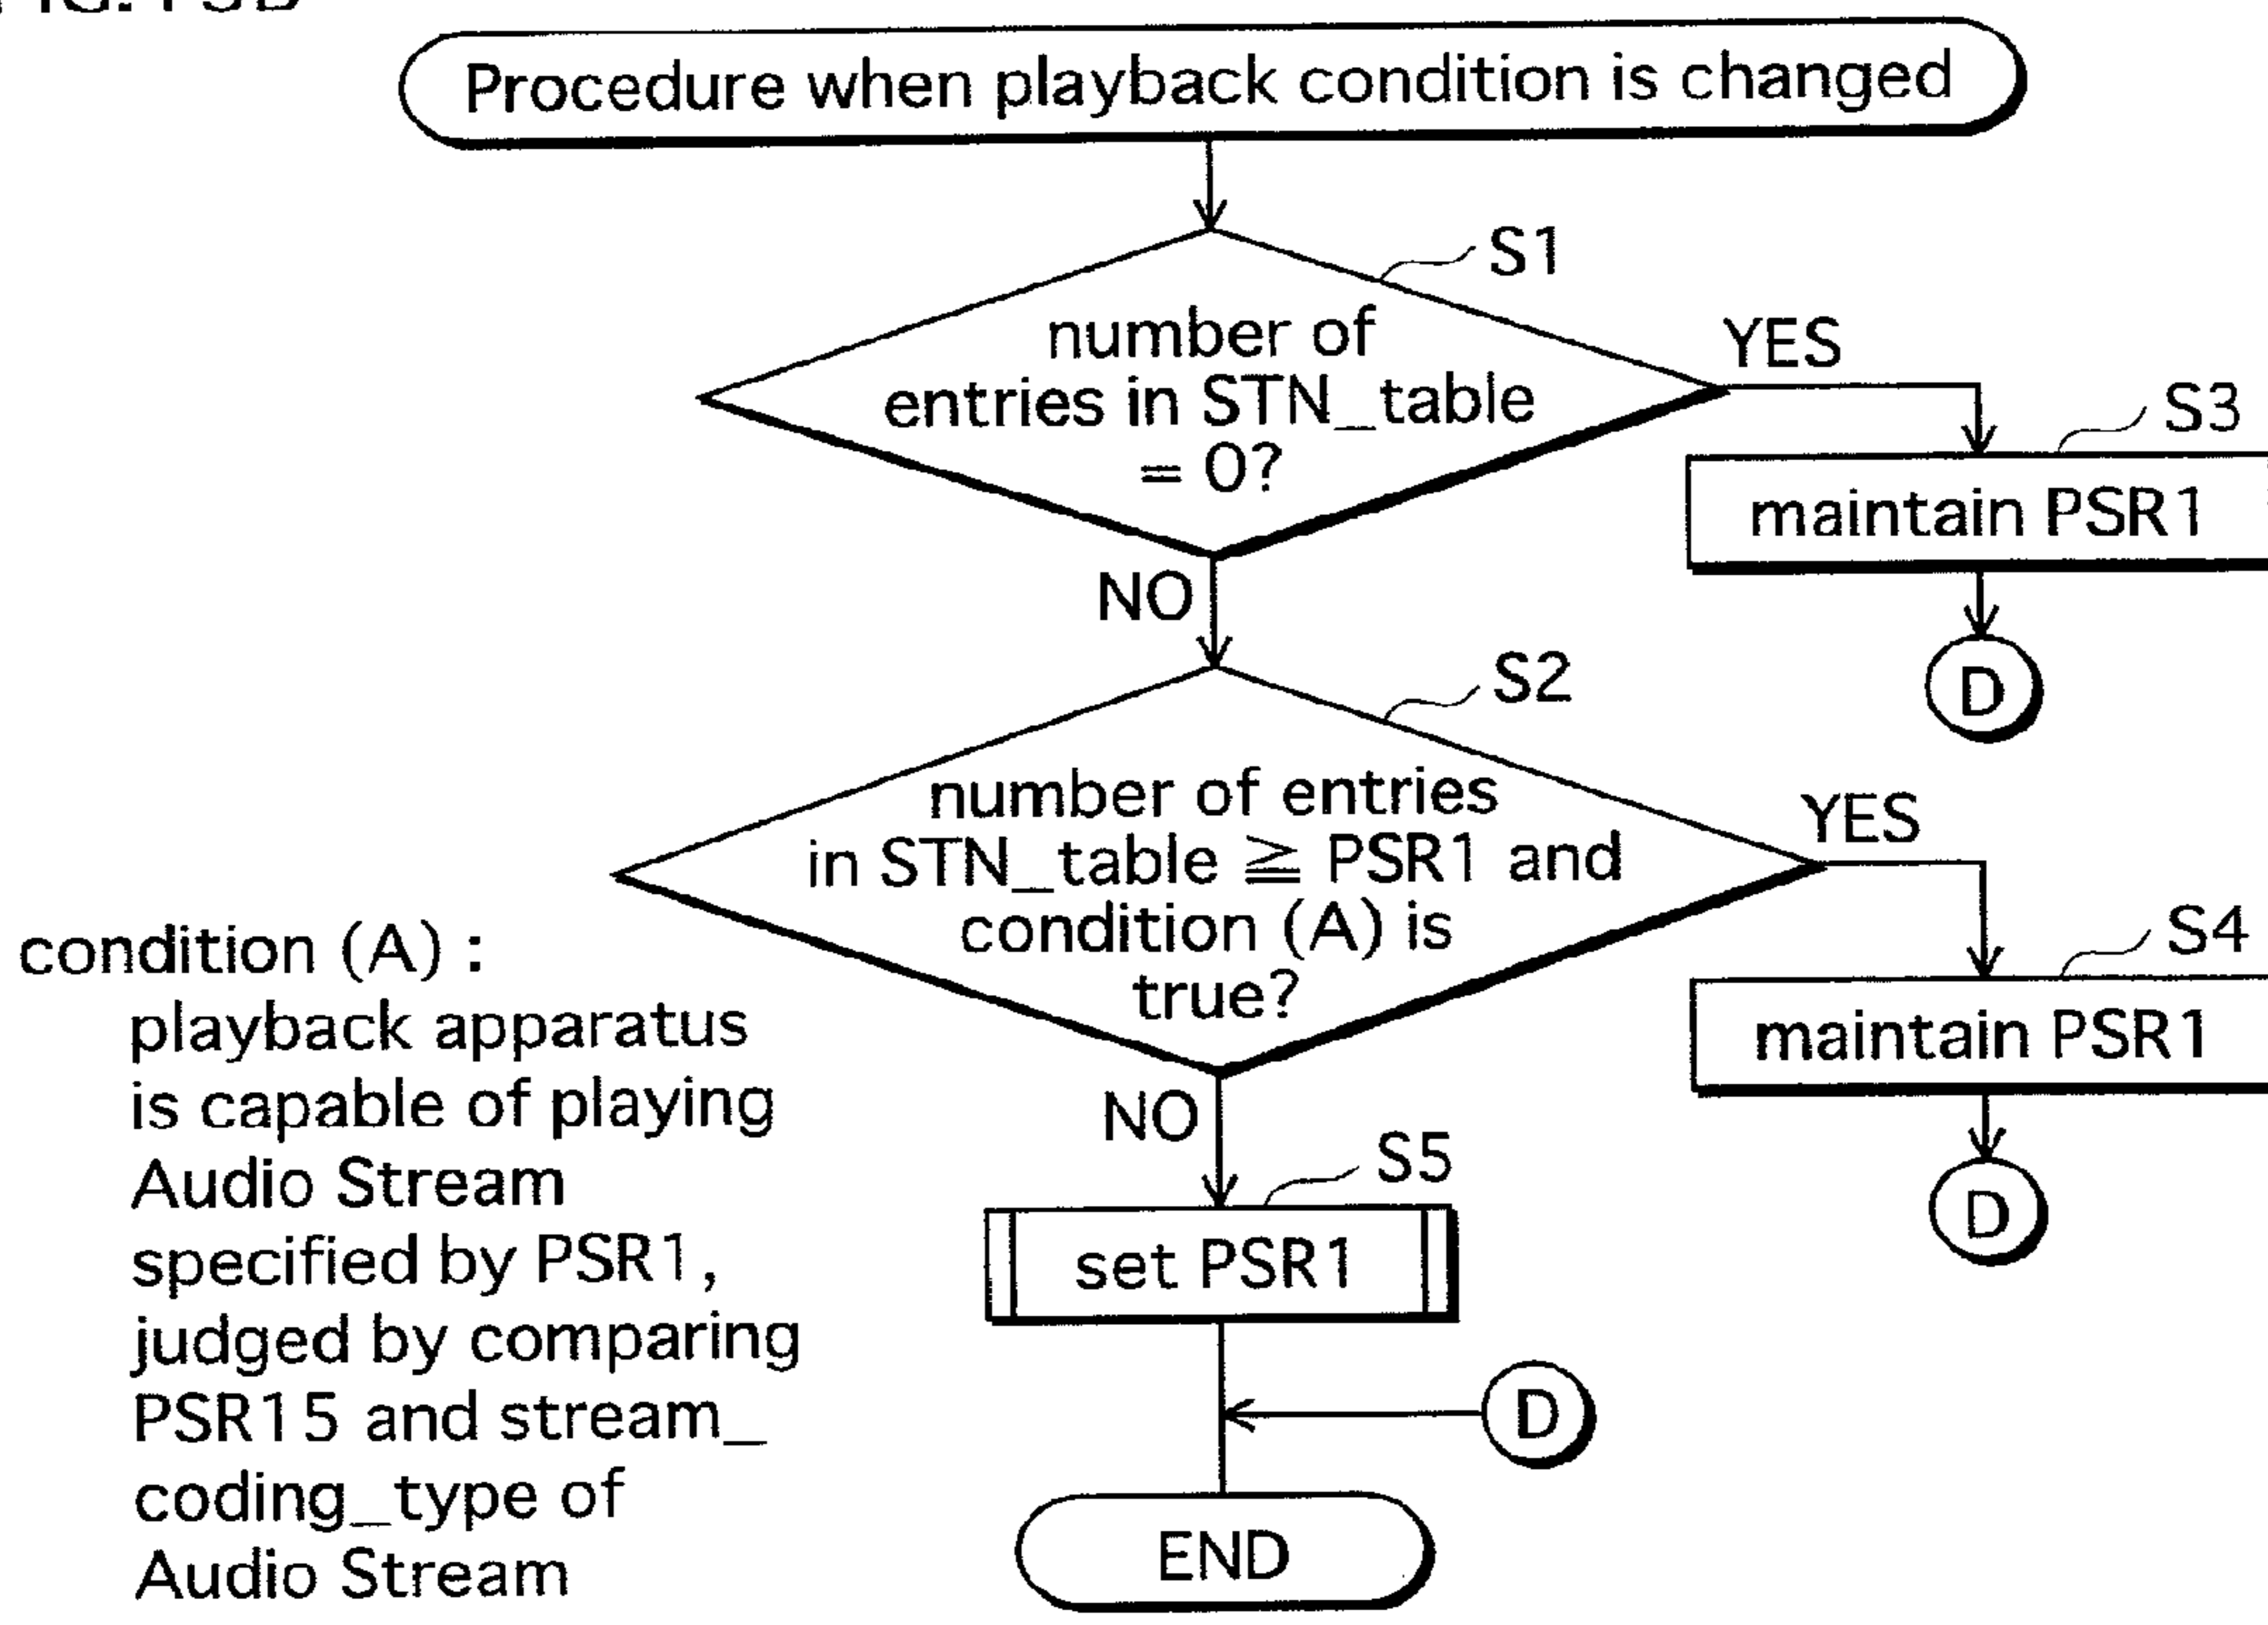 Procedure when playback condition is changed
S1
number of
entries in STN_table
= 0?
YES
S3
maintain PSR1
D
NO
S2
number of entries
in STN_table ≧ PSR1 and
condition (A) is
true?
YES
S4
maintain PSR1
D
NO
S5
set PSR1
D
END
condition (A) :
playback apparatus
is capable of playing
Audio Stream
specified by PSR1,
judged by comparing
PSR15 and stream_
coding_type of
Audio Stream